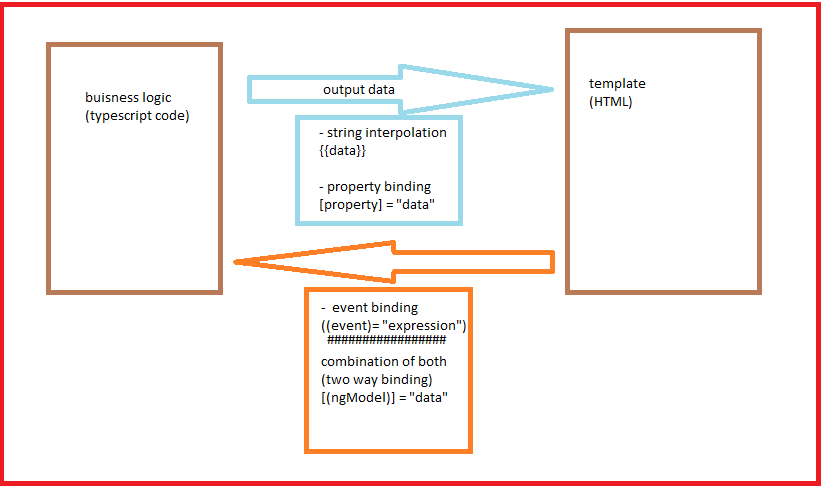 buisness logic
(typescript code)
output data
template
(HTML)
- string interpolation
{{data}}
- property binding
[property] = "data"
- event binding
((event)= "expression")
#################
combination of both
(two way binding)
[(ngModel)] = "data"